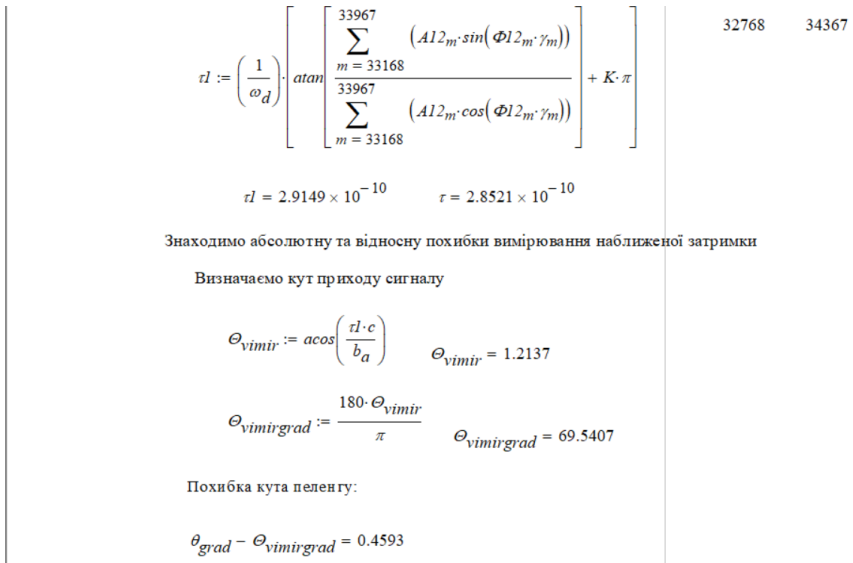 τ1 := (1/ω_d)·[atan[∑_{m = 33168}^{33967} (A12_m·sin(Φ12_m·γ_m)) / ∑_{m = 33168}^{33967} (A12_m·cos(Φ12_m·γ_m))] + K·π] 32768 34367
τ1 = 2.9149 × 10^{-10} τ = 2.8521 × 10^{-10}
Знаходимо абсолютну та відносну похибки вимірювання наближеної затримки
Визначаємо кут приходу сигналу
Θ_vimir := acos(τ1·c / b_a) Θ_vimir = 1.2137
Θ_vimirgrad := 180·Θ_vimir / π Θ_vimirgrad = 69.5407
Похибка кута пеленгу:
θ_grad − Θ_vimirgrad = 0.4593